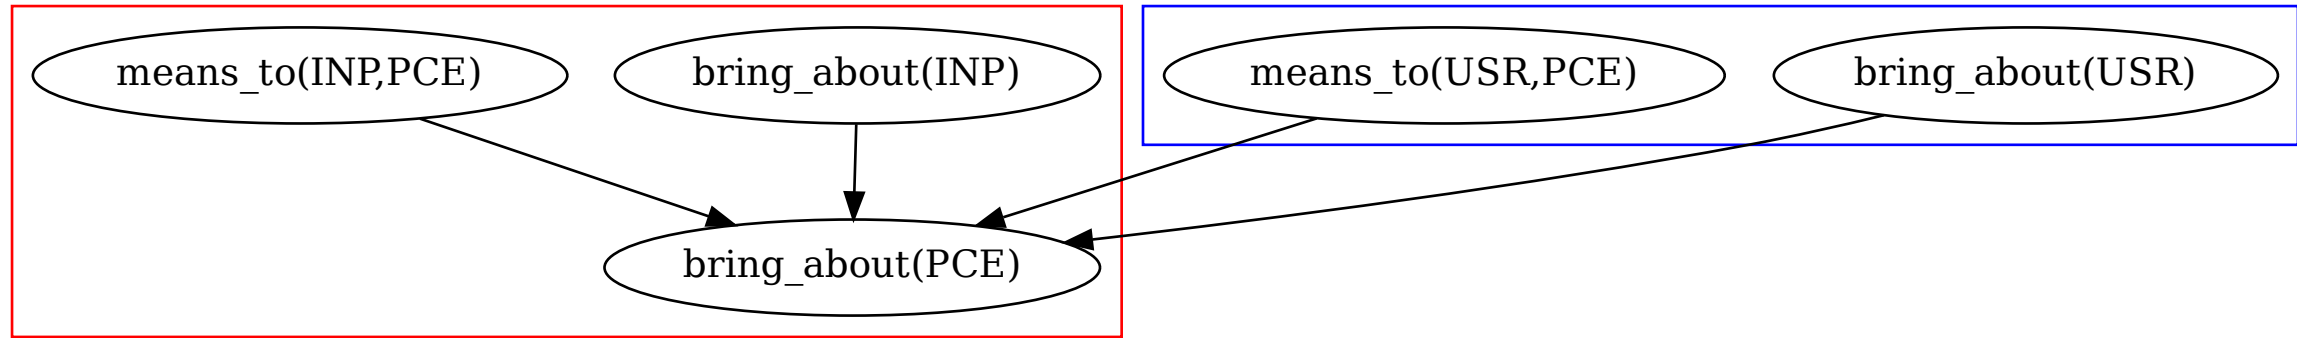 means_to(INP,PCE)
bring_about(INP)
means_to(USR,PCE)
bring_about(USR)
bring_about(PCE)